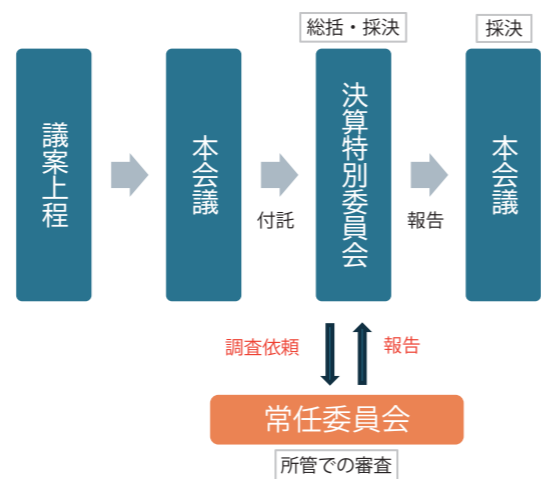 総括・採決
採決
議案上程
本会議
付託
決算特別委員会
報告
本会議
調査依頼
報告
常任委員会
所管での審査